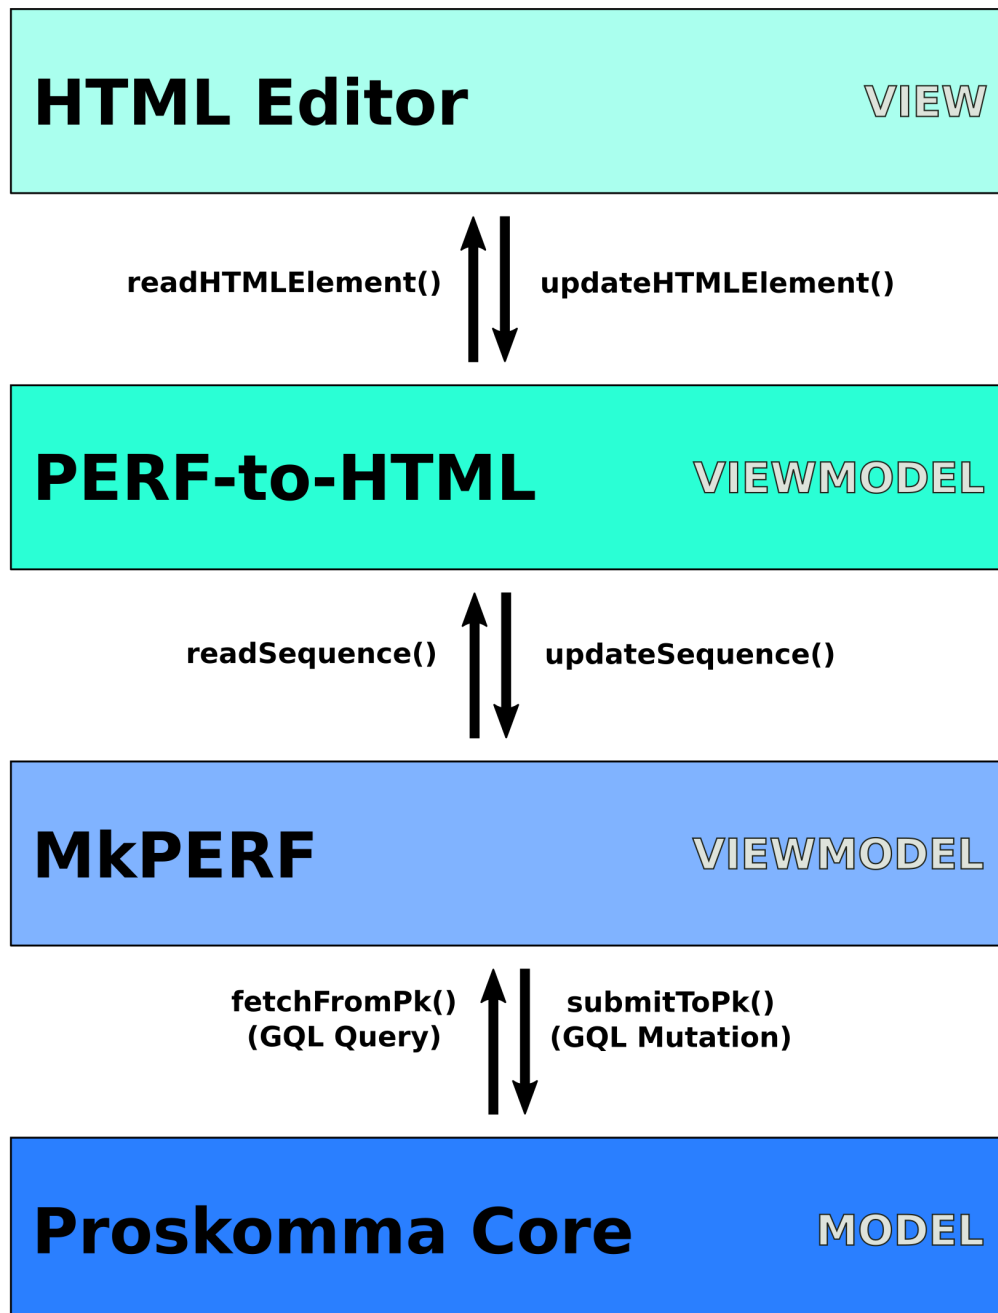 HTML Editor VIEW
readHTMLElement() updateHTMLElement()
PERF-to-HTML VIEWMODEL
readSequence() updateSequence()
MkPERF VIEWMODEL
fetchFromPk() submitToPk()
(GQL Query) (GQL Mutation)
Proskomma Core MODEL